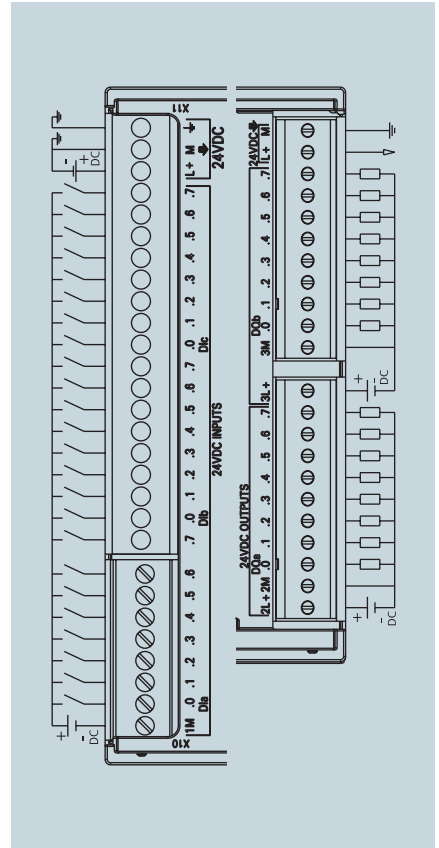 + - - +
DC DC
X10 X11
1M .0 .1 .2 .3 .4 .5 .6 .7 .0 .1 .2 .3 .4 .5 .6 .7 .0 .1 .2 .3 .4 .5 .6 .7 L+ M
DIa DIb DIc
24VDC INPUTS 24VDC
24VDC OUTPUTS
DQa DQb 24VDC
2L+ 2M .0 .1 .2 .3 .4 .5 .6 .7 3L+ 3M .0 .1 .2 .3 .4 .5 .6 .7 L+ M
+ - + -
DC DC